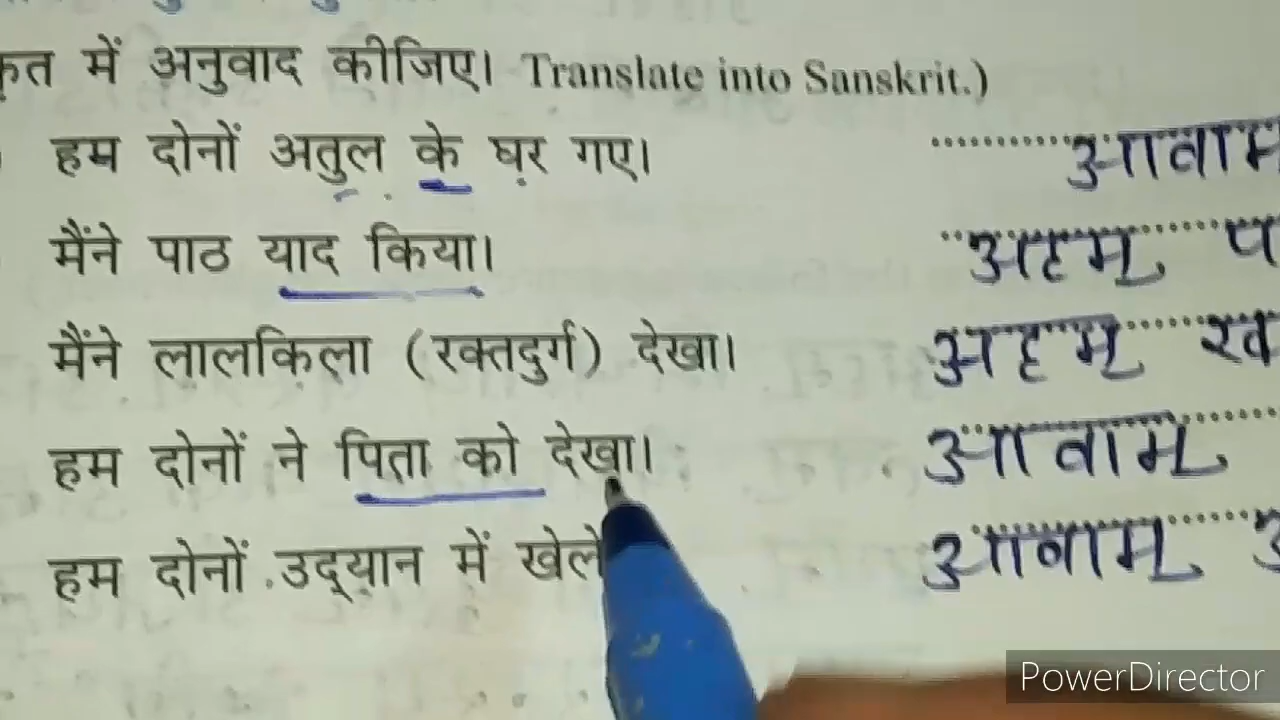 कृत में अनुवाद कीजिए। Translate into Sanskrit.)
हम दोनों अतुल के घर गए। आवाम
मैंने पाठ याद किया। अहम् प
मैंने लालकिला (रक्तदुर्ग) देखा। अहम्
हम दोनों ने पिता को देखा। आवाम्
हम दोनों उद्यान में खेले आवाम्
PowerDirector